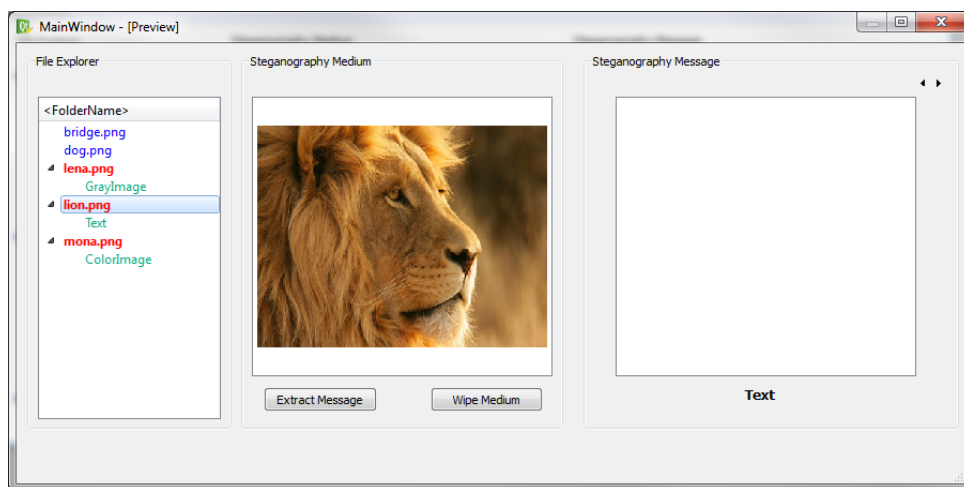 MainWindow - [Preview]
File Explorer
Steganography Medium
Steganography Message
<FolderName>
bridge.png
dog.png
lena.png
GrayImage
lion.png
Text
mona.png
ColorImage
Extract Message
Wipe Medium
Text